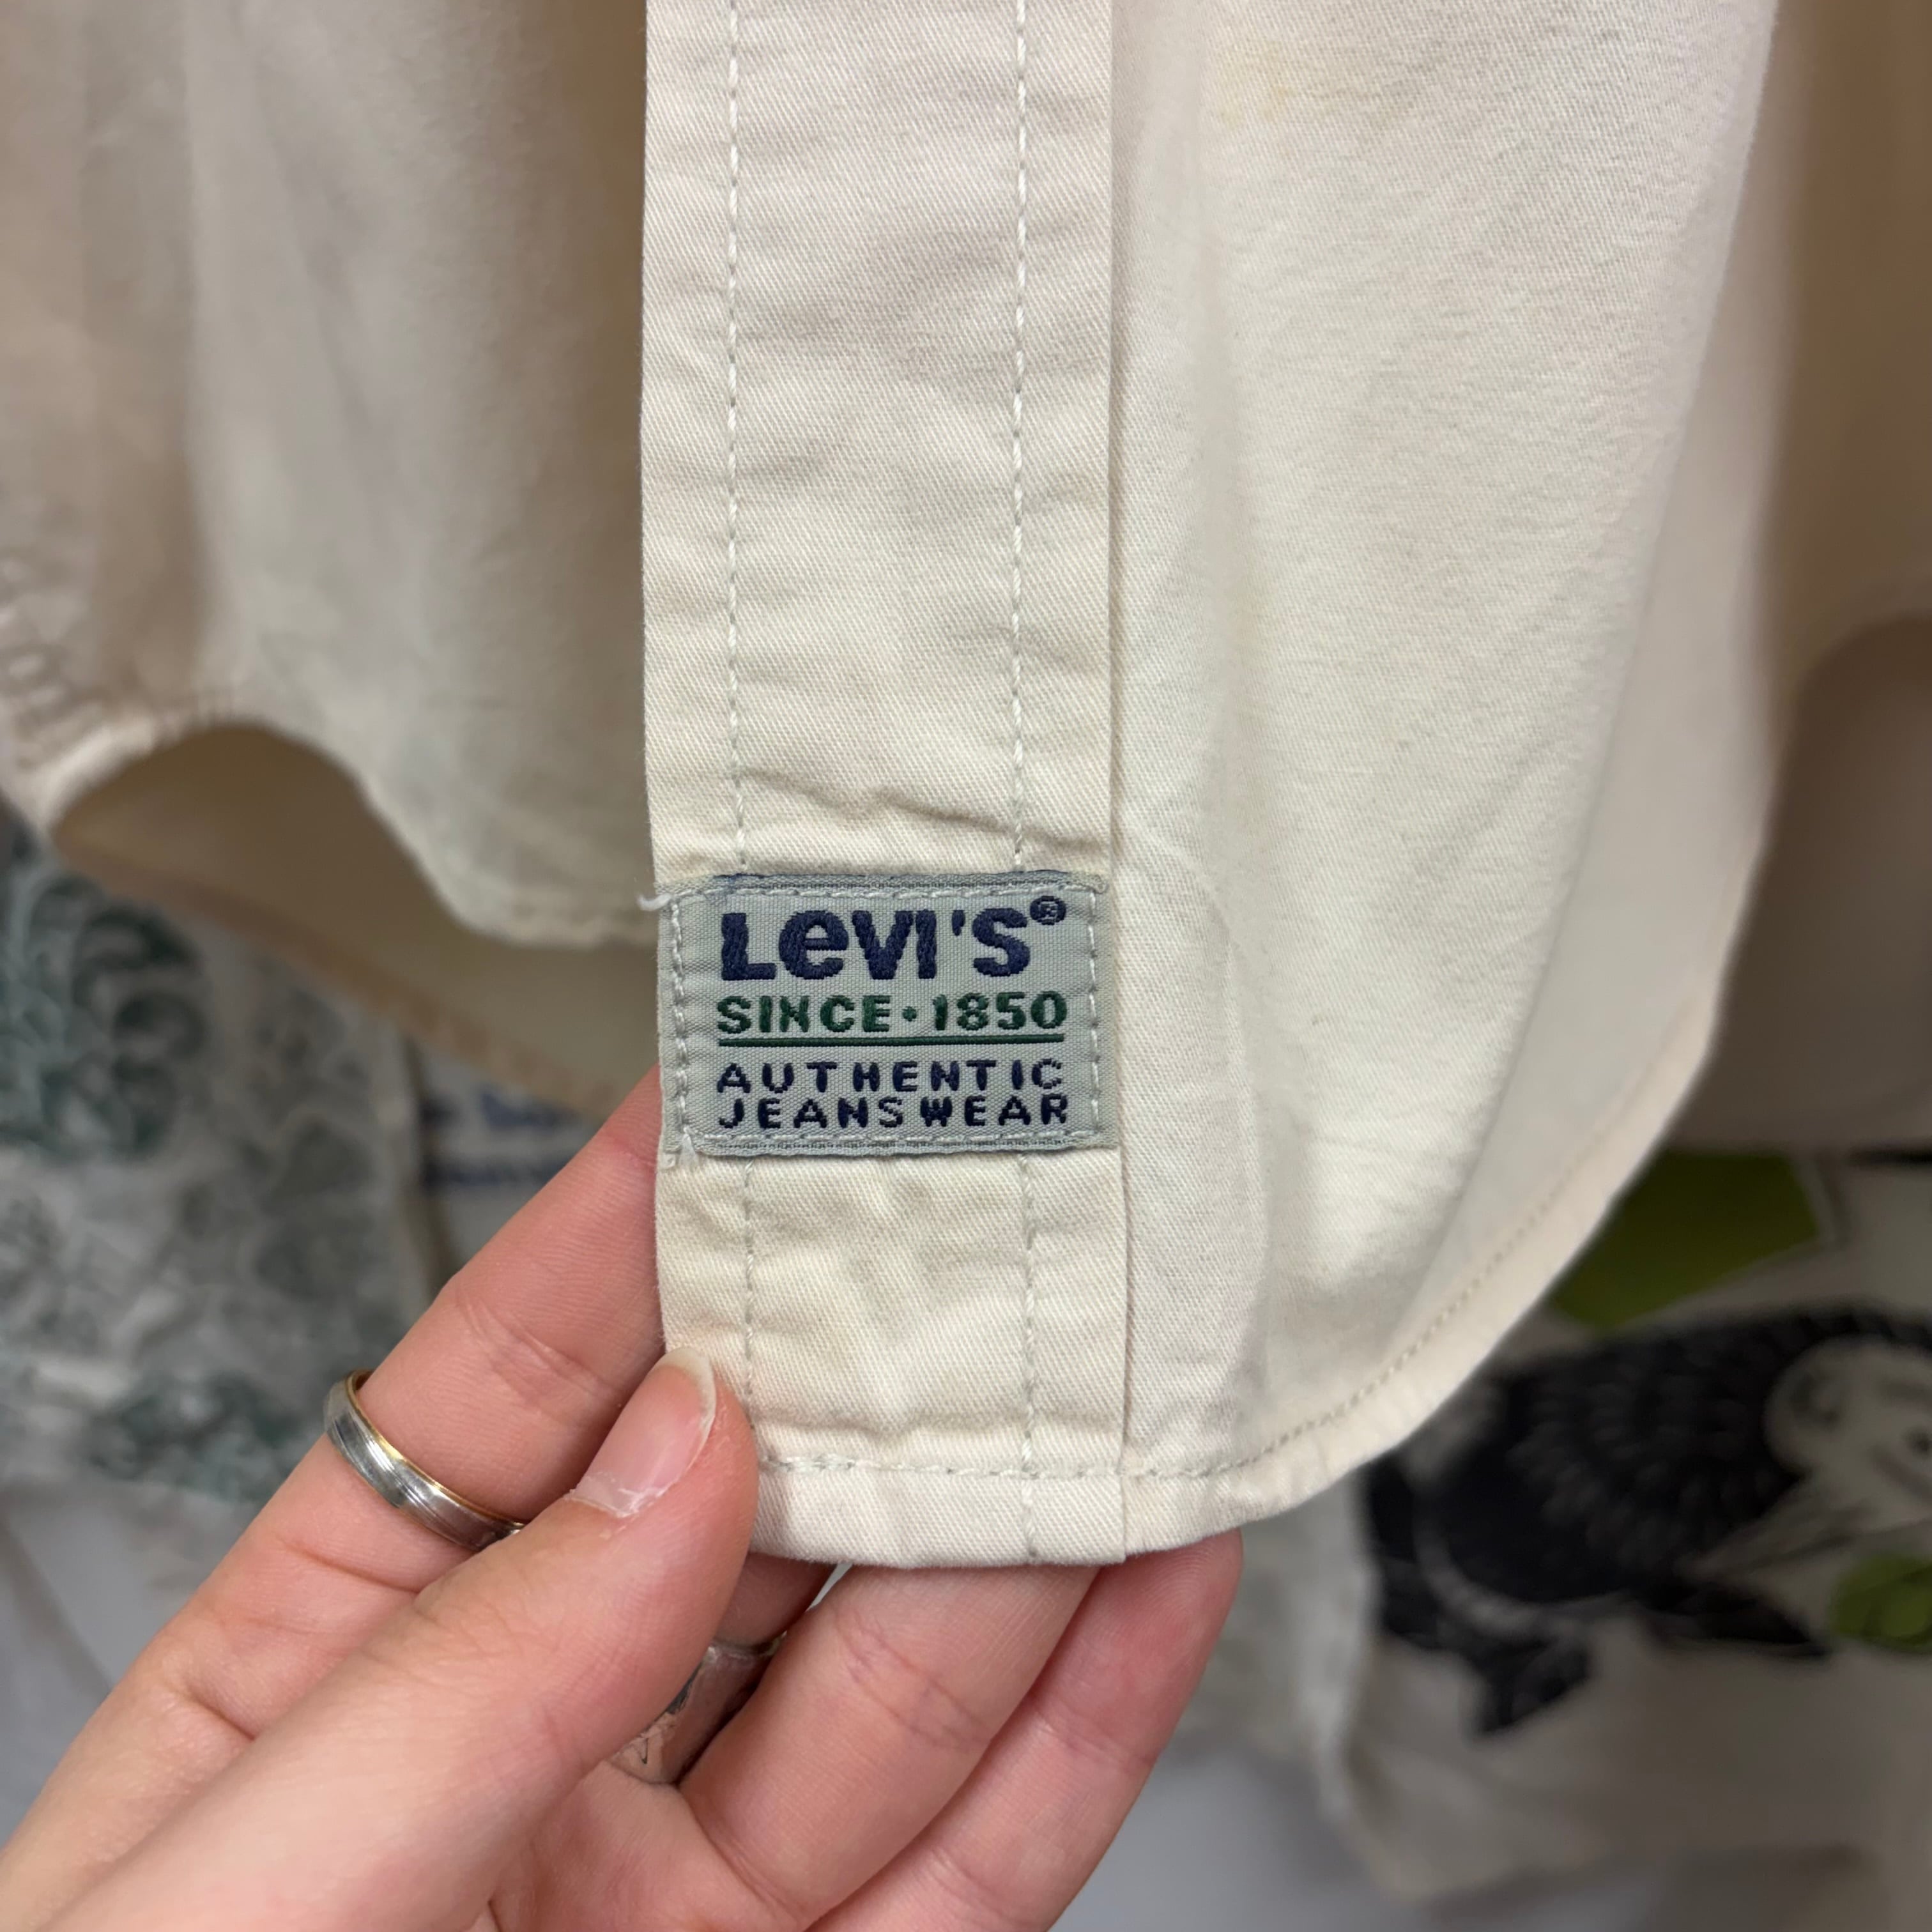 Levi's®
SINCE • 1850
AUTHENTIC
JEANSWEAR